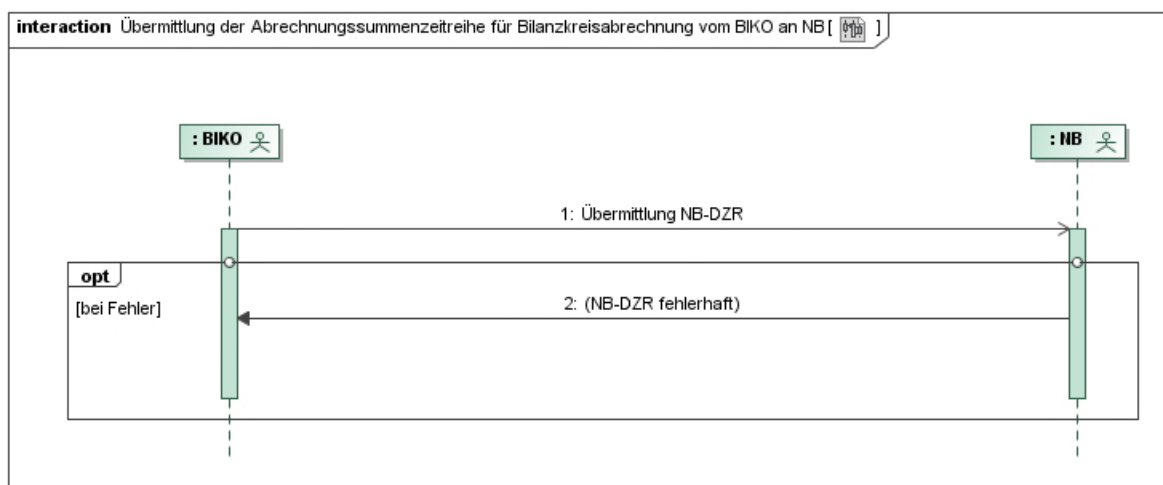 interaction Übermittlung der Abrechnungssummenzeitreihe für Bilanzkreisabrechnung vom BIKO an NB [ ]
: BIKO
: NB
1: Übermittlung NB-DZR
opt
[bei Fehler]
2: (NB-DZR fehlerhaft)